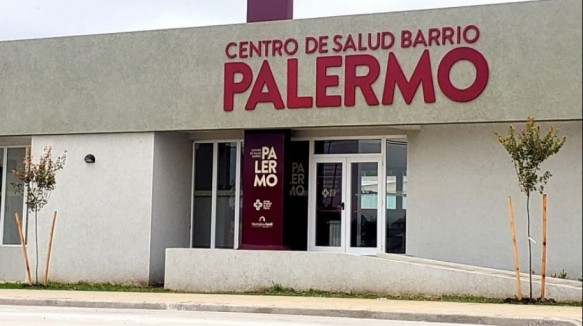 CENTRO DE SALUD BARRIO
PALERMO
PA
LER
MO